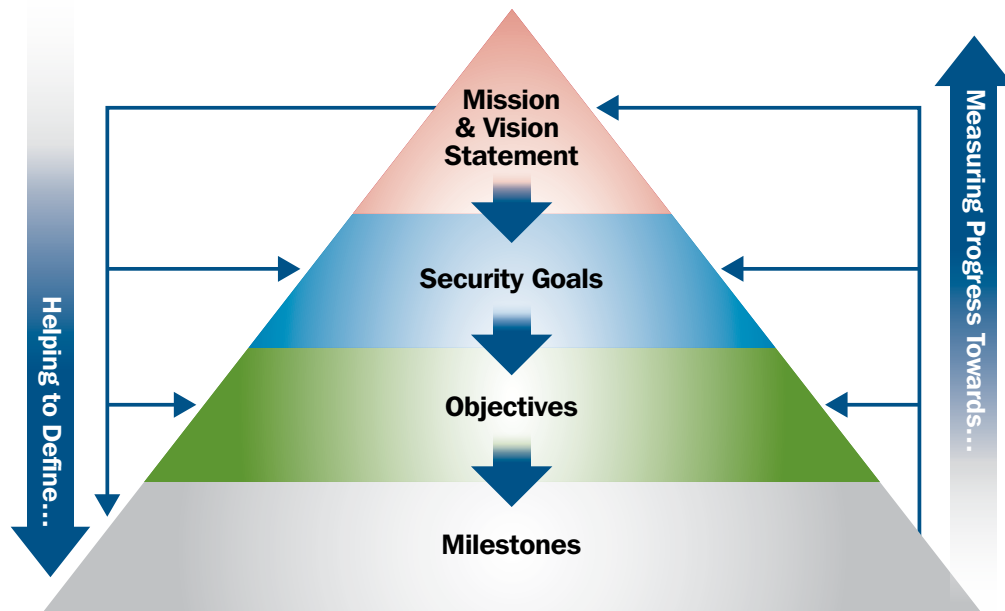 Mission
& Vision
Statement
Security Goals
Objectives
Milestones
Helping to Define...
Measuring Progress Towards...